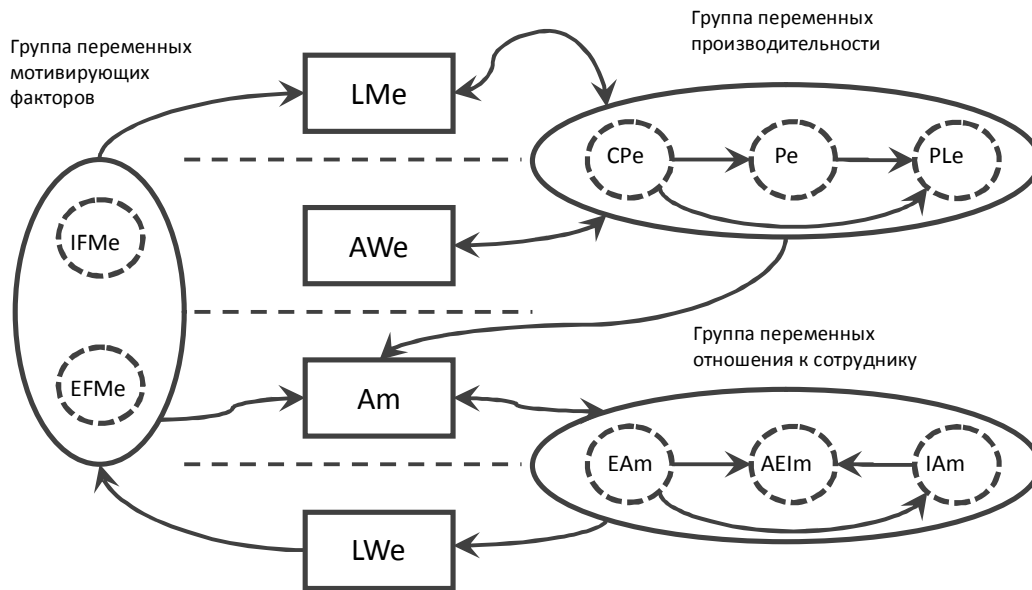 Группа переменных
мотивирующих
факторов
LMe
Группа переменных
производительности
CPe
Pe
PLe
IFMe
AWe
EFMe
Am
Группа переменных
отношения к сотруднику
EAm
AEIm
IAm
LWe